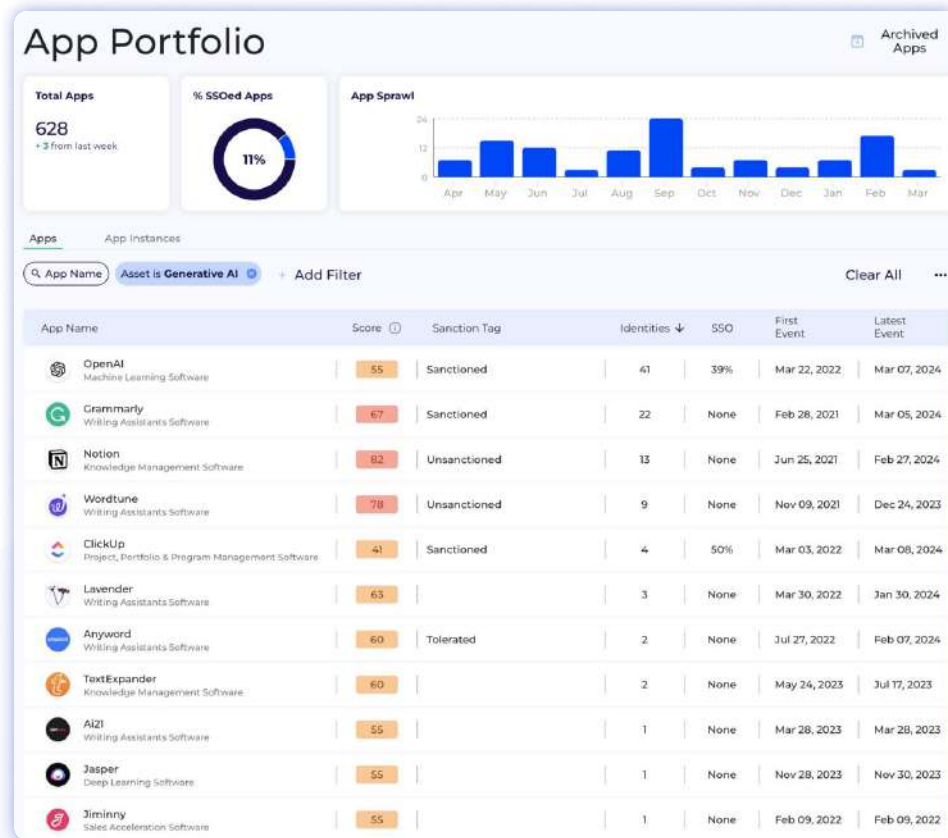 App Portfolio
Archived
Apps
Total Apps
628
+ 3 from last week
% SSOed Apps
11%
App Sprawl
24
12
0
Apr May Jun Jul Aug Sep Oct Nov Dec Jan Feb Mar
Apps App Instances
App Name Asset is Generative AI + Add Filter Clear All ...
App Name Score Sanction Tag Identities SSO First Event Latest Event
OpenAI
Machine Learning Software
55 Sanctioned 41 39% Mar 22, 2022 Mar 07, 2024
Grammarly
Writing Assistants Software
67 Sanctioned 22 None Feb 28, 2021 Mar 05, 2024
Notion
Knowledge Management Software
82 Unsanctioned 13 None Jun 25, 2021 Feb 27, 2024
Wordtune
Writing Assistants Software
78 Unsanctioned 9 None Nov 09, 2021 Dec 24, 2023
ClickUp
Project, Portfolio & Program Management Software
41 Sanctioned 4 50% Mar 03, 2022 Mar 08, 2024
Lavender
Writing Assistants Software
63 3 None Mar 30, 2022 Jan 30, 2024
Anyword
Writing Assistants Software
60 Tolerated 2 None Jul 27, 2022 Feb 07, 2024
TextExpander
Knowledge Management Software
60 2 None May 24, 2023 Jul 17, 2023
Ai21
Writing Assistants Software
55 1 None Mar 28, 2023 Mar 28, 2023
Jasper
Deep Learning Software
55 1 None Nov 28, 2023 Nov 30, 2023
Jiminny
Sales Acceleration Software
55 1 None Feb 09, 2022 Feb 09, 2022